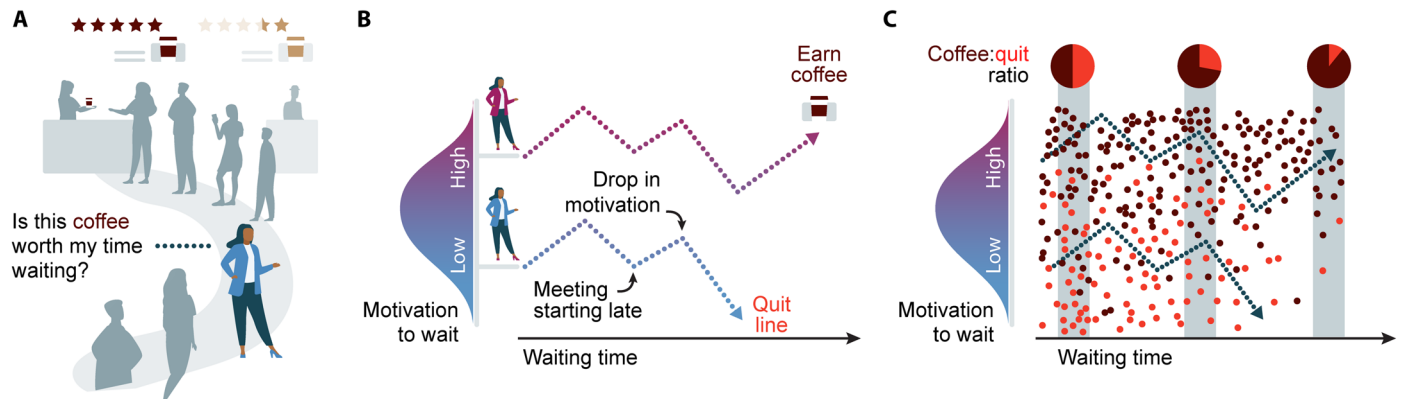 A
Is this coffee
worth my time
waiting?
B
High
Low
Motivation
to wait
Earn
coffee
Drop in
motivation
Meeting
starting late
Quit
line
Waiting time
C
Coffee:quit
ratio
High
Low
Motivation
to wait
Waiting time